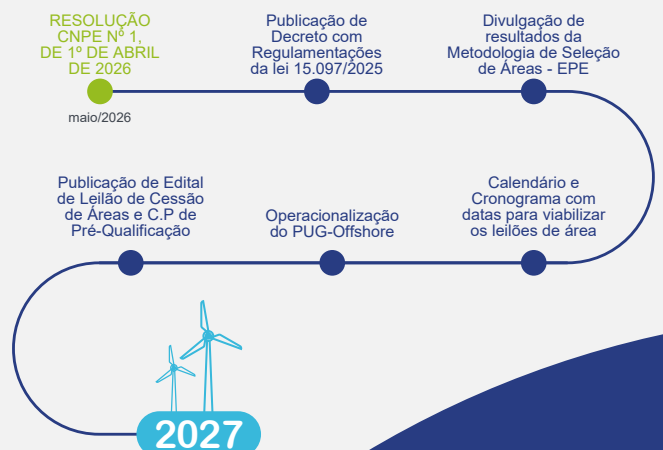 RESOLUÇÃO
CNPE Nº 1,
DE 1º DE ABRIL
DE 2026
maio/2026
Publicação de
Decreto com
Regulamentações
da lei 15.097/2025
Divulgação de
resultados da
Metodologia de Seleção
de Áreas - EPE
Calendário e
Cronograma com
datas para viabilizar
os leilões de área
Operacionalização
do PUG-Offshore
Publicação de Edital
de Leilão de Cessão
de Áreas e C.P de
Pré-Qualificação
2027